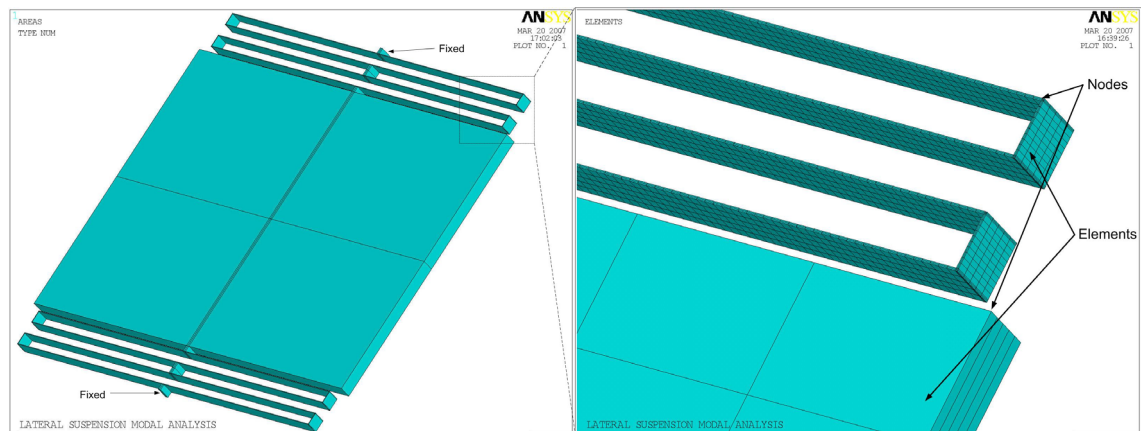 1
AREAS
TYPE NUM
ANSYS
MAR 20 2007
17:02:03
PLOT NO. 1
Fixed
Fixed
LATERAL SUSPENSION MODAL ANALYSIS
ELEMENTS
ANSYS
MAR 20 2007
16:39:26
PLOT NO. 1
Nodes
Elements
LATERAL SUSPENSION MODAL ANALYSIS